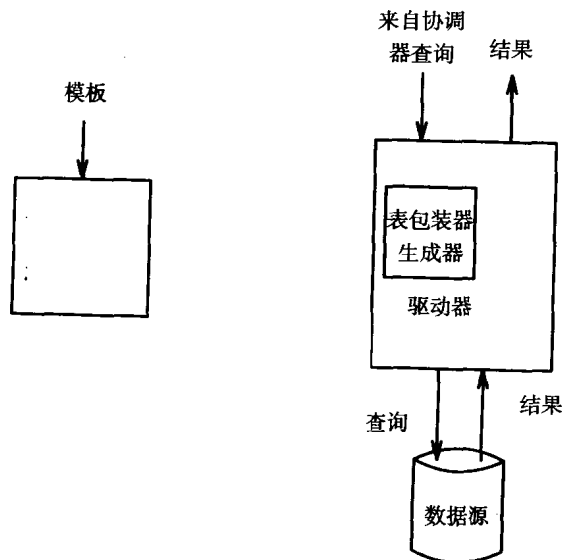 来自协调
器查询
结果
模板
表包装器
生成器
驱动器
查询
结果
数据源